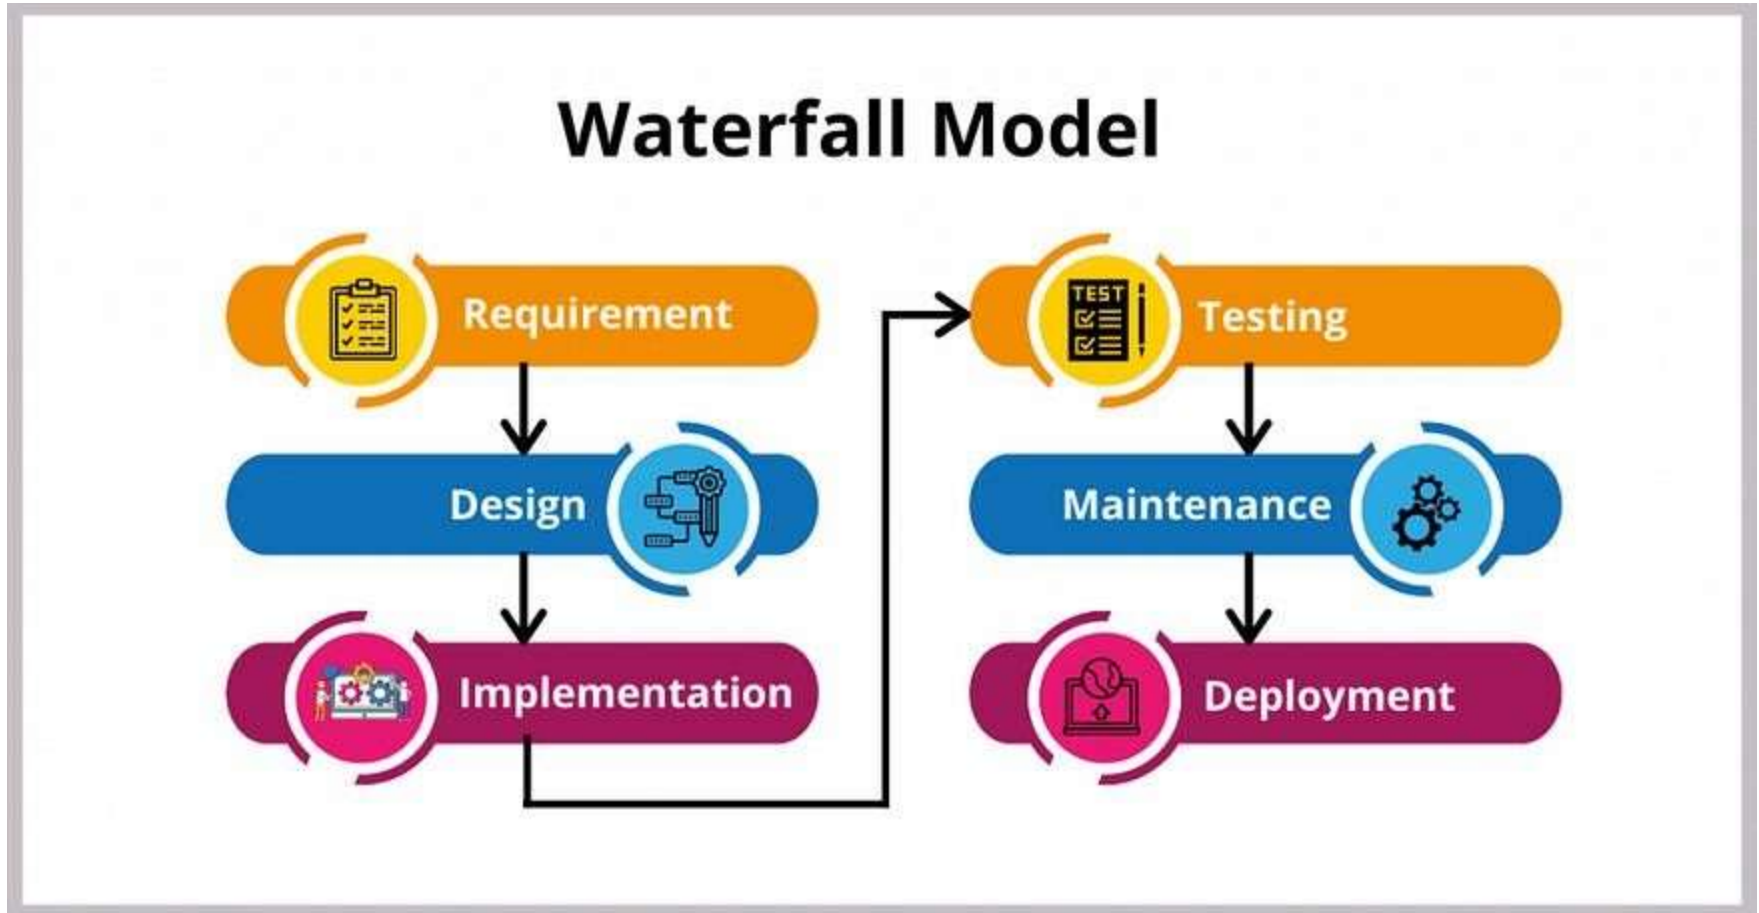 Waterfall Model
Requirement
Design
Implementation
TEST
Testing
Maintenance
Deployment